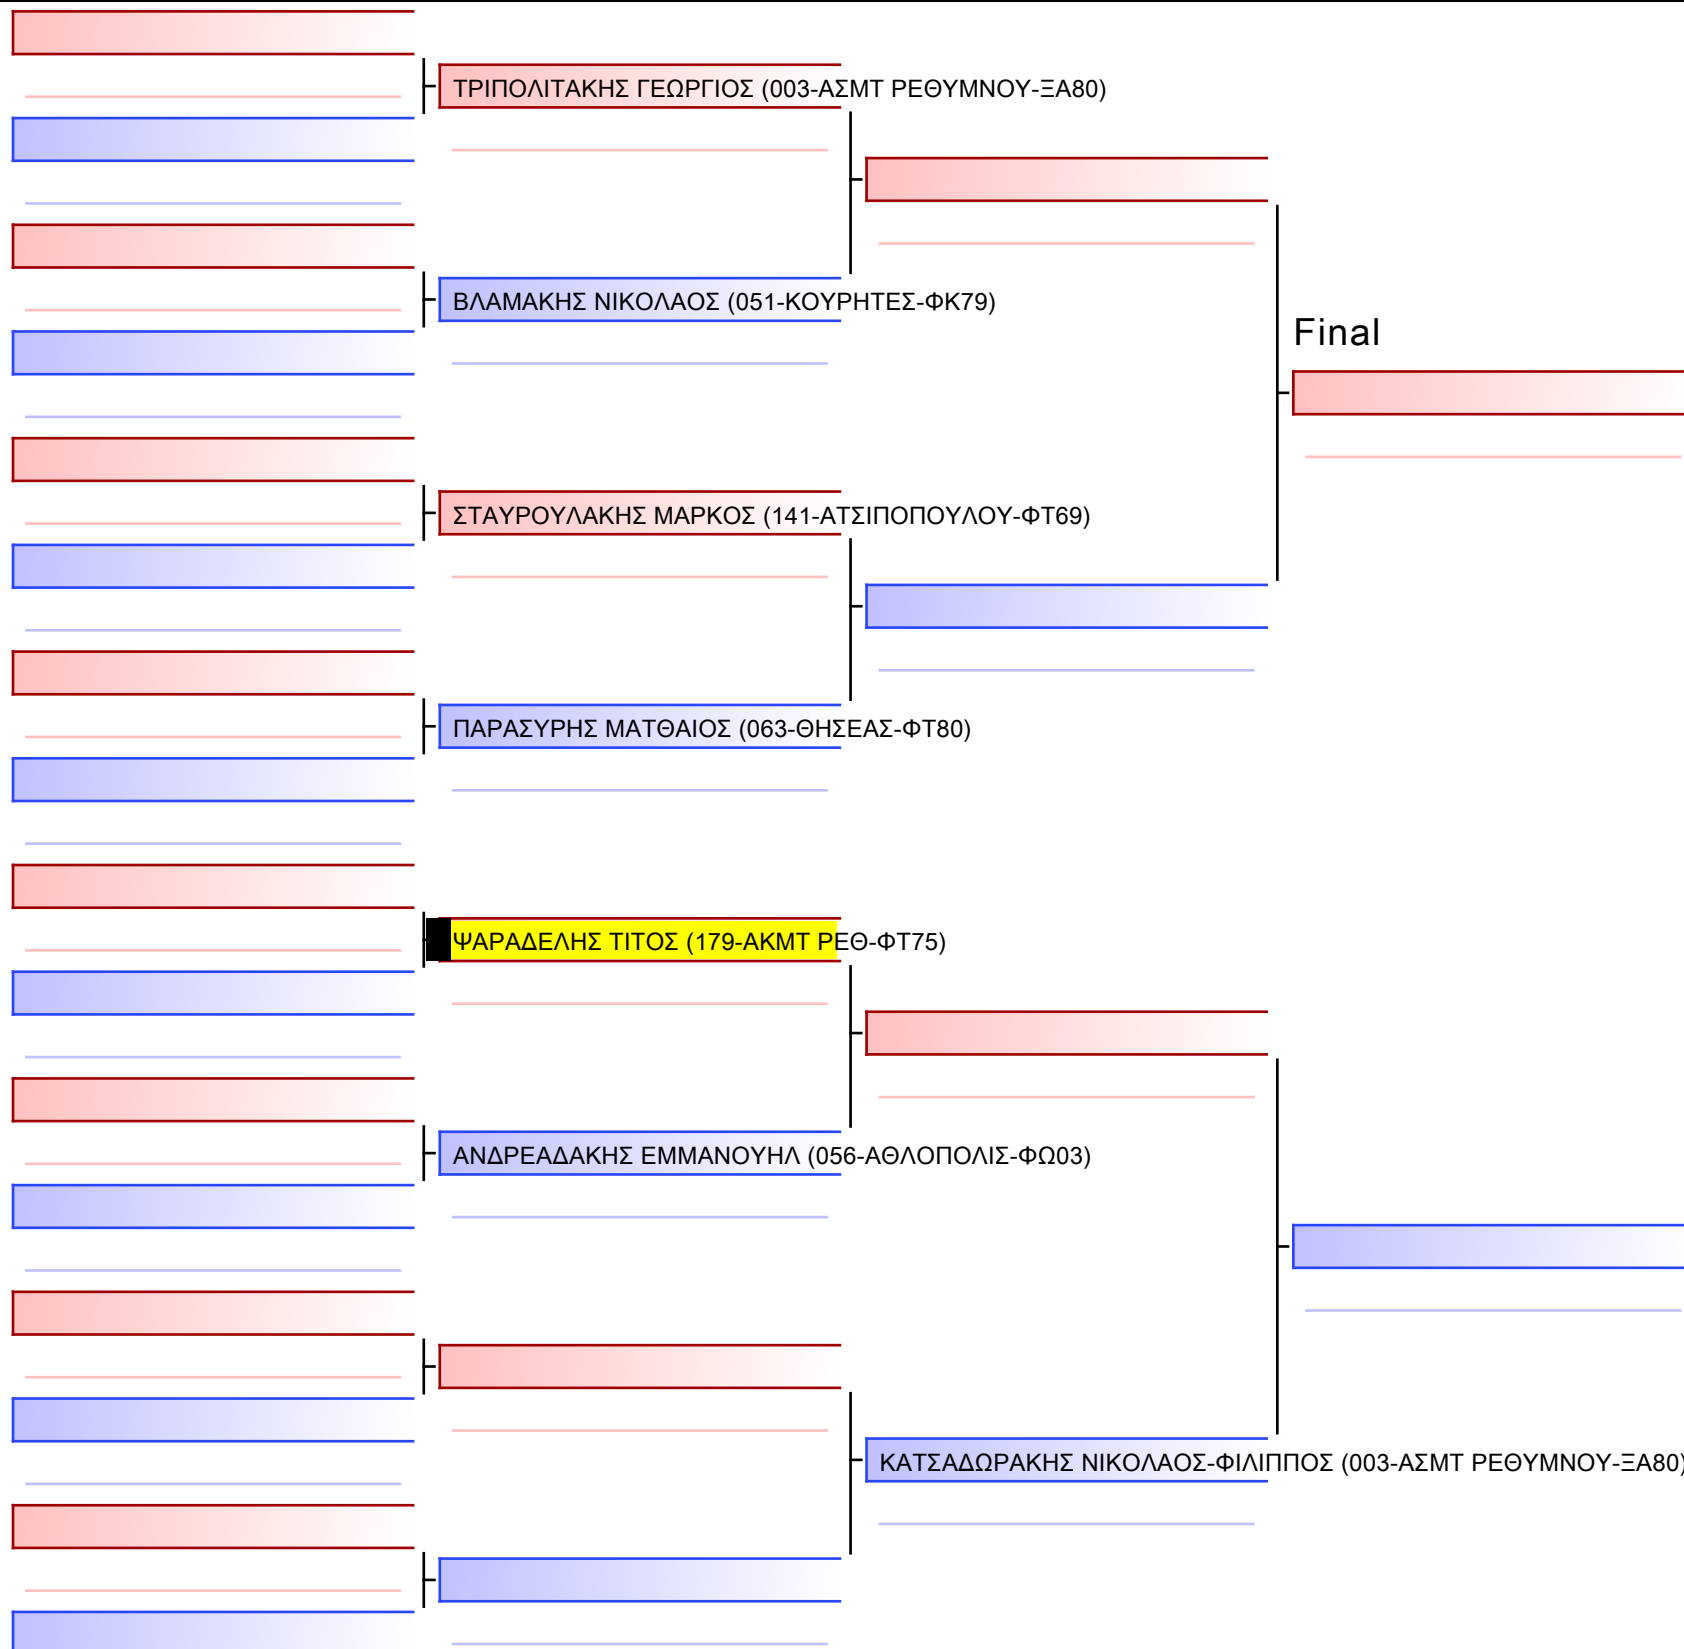 ΤΡΙΠΟΛΙΤΑΚΗΣ ΓΕΩΡΓΙΟΣ (003-ΑΣΜΤ ΡΕΘΥΜΝΟΥ-ΞΑ80)
ΒΛΑΜΑΚΗΣ ΝΙΚΟΛΑΟΣ (051-ΚΟΥΡΗΤΕΣ-ΦΚ79)
Final
ΣΤΑΥΡΟΥΛΑΚΗΣ ΜΑΡΚΟΣ (141-ΑΤΣΙΠΟΠΟΥΛΟΥ-ΦΤ69)
ΠΑΡΑΣΥΡΗΣ ΜΑΤΘΑΙΟΣ (063-ΘΗΣΕΑΣ-ΦΤ80)
ΨΑΡΑΔΕΛΗΣ ΤΙΤΟΣ (179-ΑΚΜΤ ΡΕΘ-ΦΤ75)
ΑΝΔΡΕΑΔΑΚΗΣ ΕΜΜΑΝΟΥΗΛ (056-ΑΘΛΟΠΟΛΙΣ-ΦΩ03)
ΚΑΤΣΑΔΩΡΑΚΗΣ ΝΙΚΟΛΑΟΣ-ΦΙΛΙΠΠΟΣ (003-ΑΣΜΤ ΡΕΘΥΜΝΟΥ-ΞΑ80)